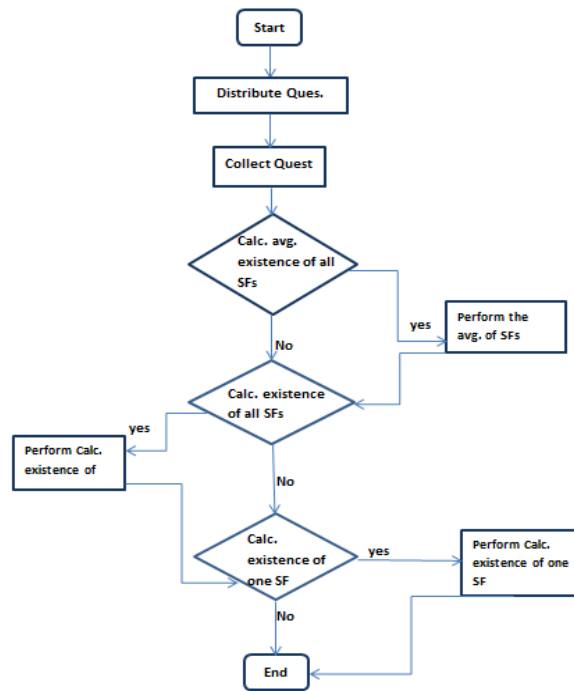 Start
Distribute Ques.
Collect Quest
Calc. avg.
existence of all
SFs
yes
Perform the
avg. of SFs
No
Calc. existence
of all SFs
yes
Perform Calc.
existence of
No
Calc.
existence of
one SF
yes
Perform Calc.
existence of one
SF
No
End